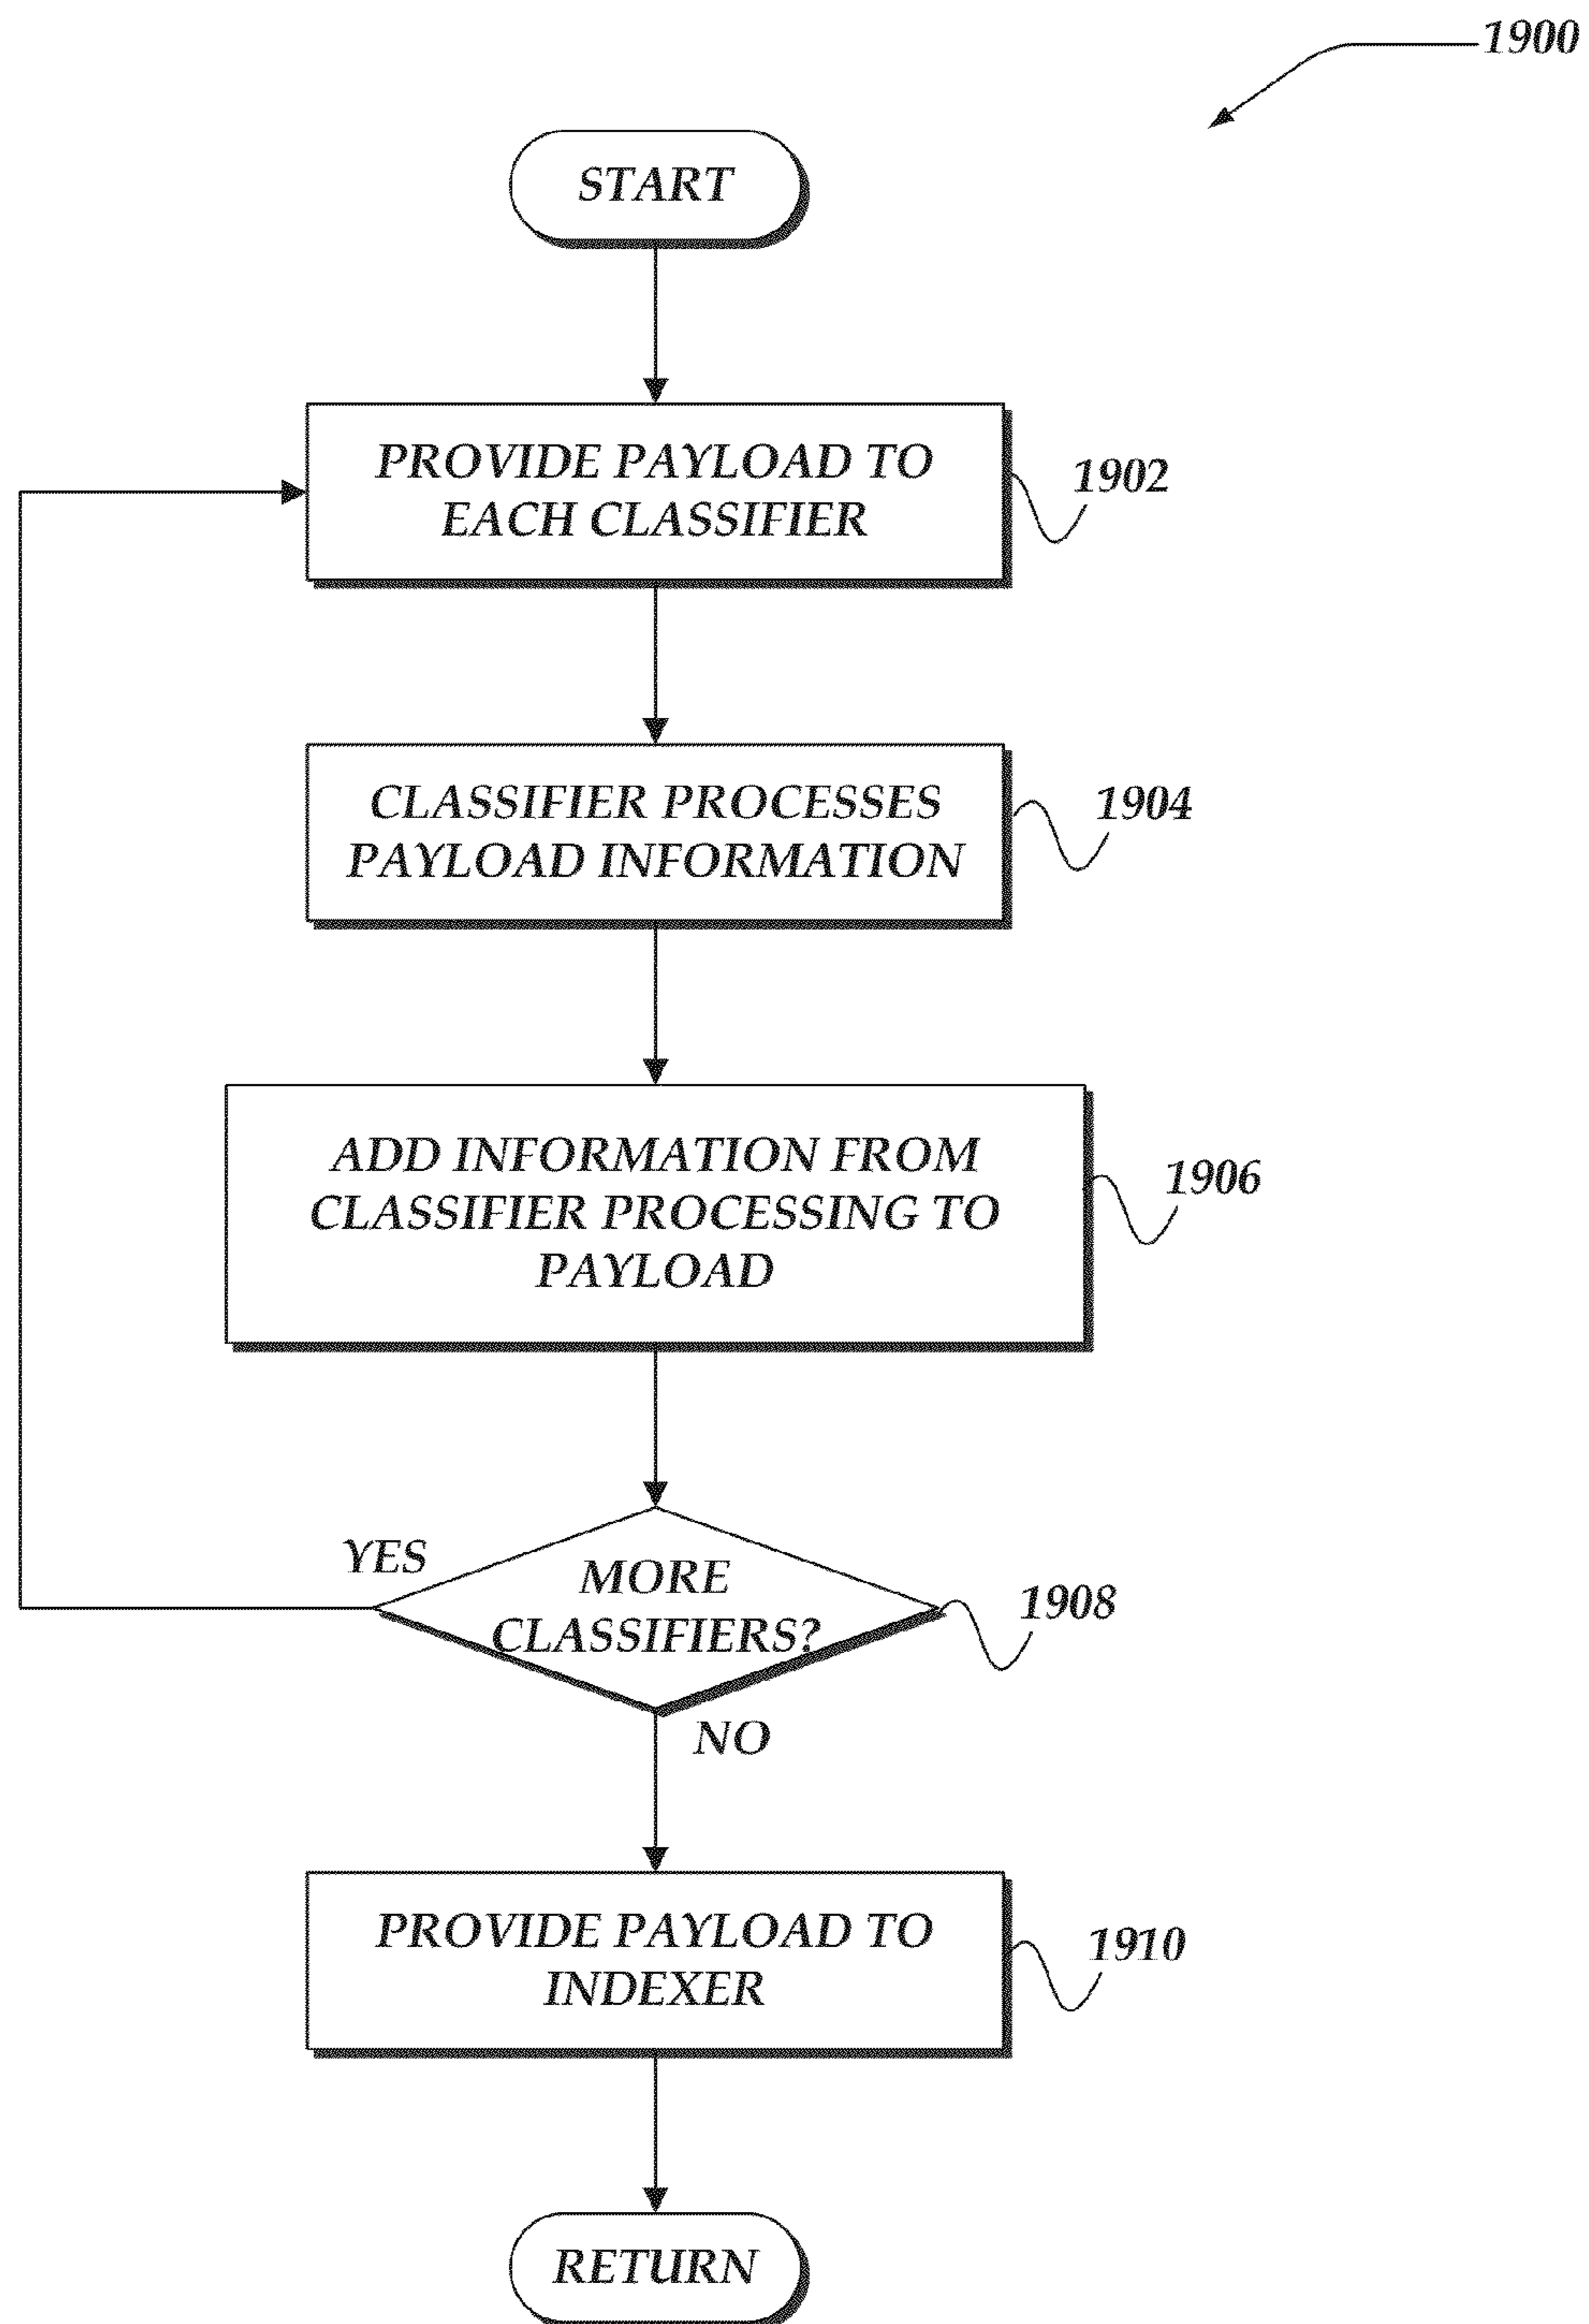 1900
START
PROVIDE PAYLOAD TO
EACH CLASSIFIER
1902
CLASSIFIER PROCESSES
PAYLOAD INFORMATION
1904
ADD INFORMATION FROM
CLASSIFIER PROCESSING TO
PAYLOAD
1906
YES
MORE
CLASSIFIERS?
1908
NO
PROVIDE PAYLOAD TO
INDEXER
1910
RETURN